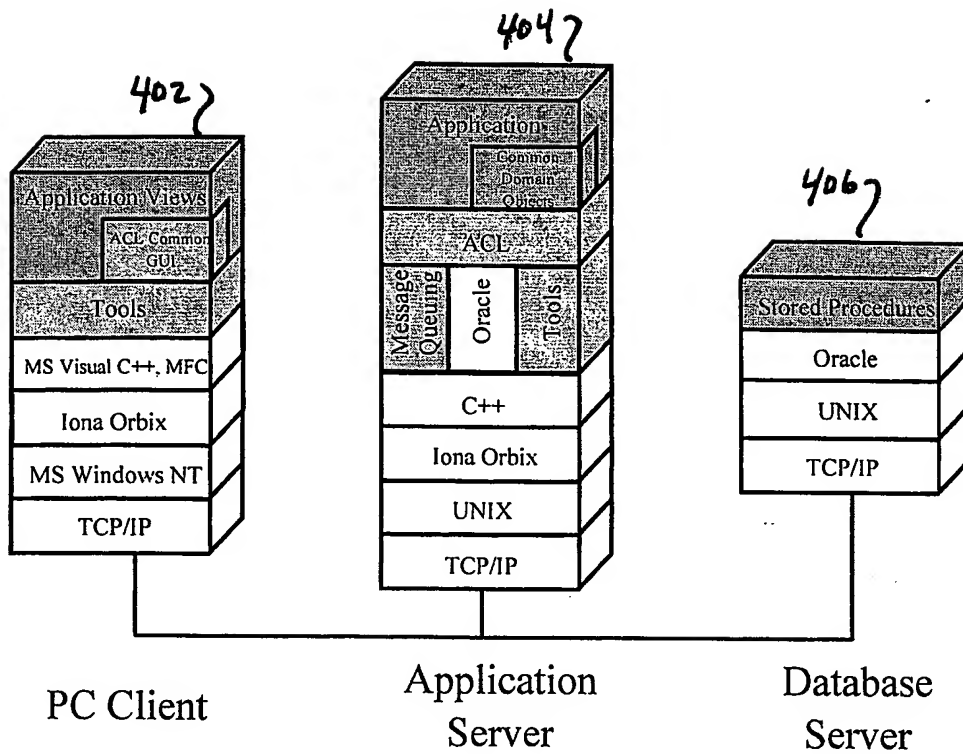 404
402
406
Application
Common
Domain
Objects
ACL
Message
Queuing
Oracle
Tools
C++
Iona Orbix
UNIX
TCP/IP
Application Views
ACL Common
GUI
Tools
MS Visual C++, MFC
Iona Orbix
MS Windows NT
TCP/IP
Stored Procedures
Oracle
UNIX
TCP/IP
PC Client
Application
Server
Database
Server